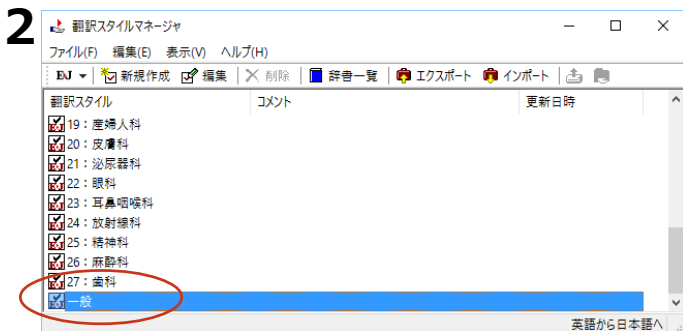 2
翻訳スタイルマネージャ
ファイル(F) 編集(E) 表示(V) ヘルプ(H)
EJ 新規作成 編集 削除 辞書一覧 エクスポート インポート
翻訳スタイル コメント 更新日時
19：産婦人科
20：皮膚科
21：泌尿器科
22：眼科
23：耳鼻咽喉科
24：放射線科
25：精神科
26：麻酔科
27：歯科
一般
英語から日本語へ